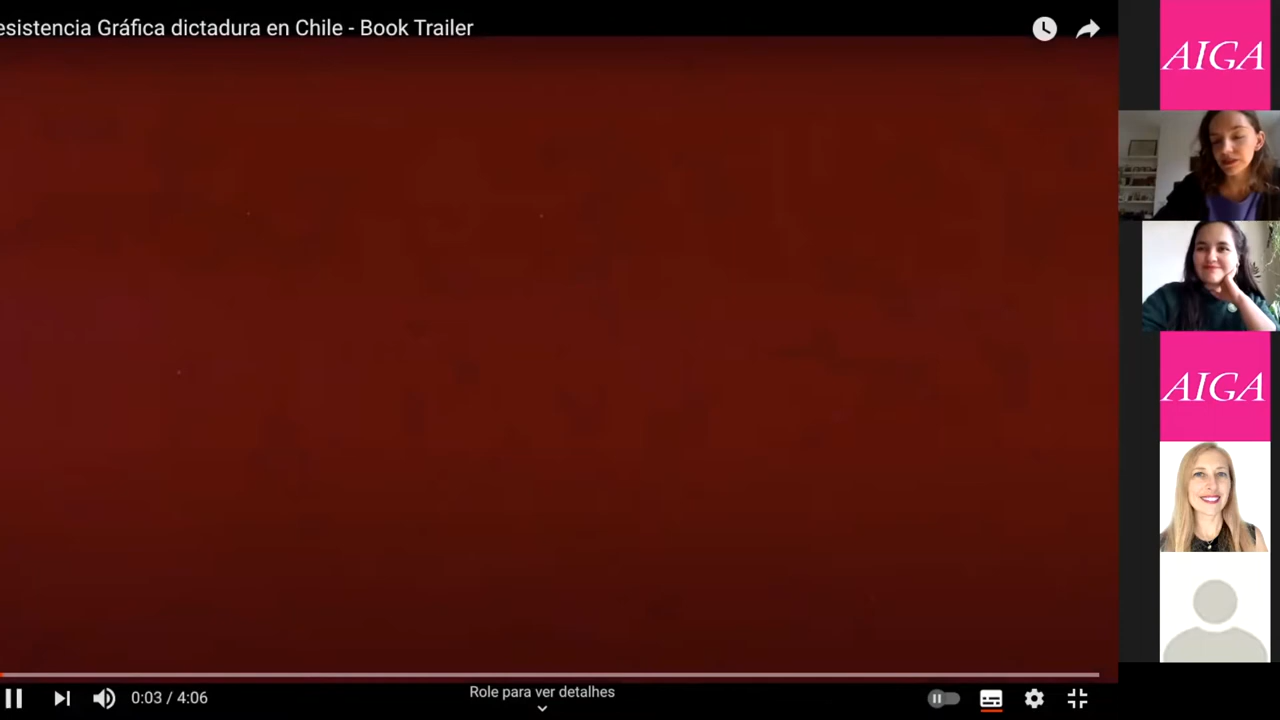 esistencia Gráfica dictadura en Chile - Book Trailer
AIGA
AIGA
0:03 / 4:06
Role para ver detalhes